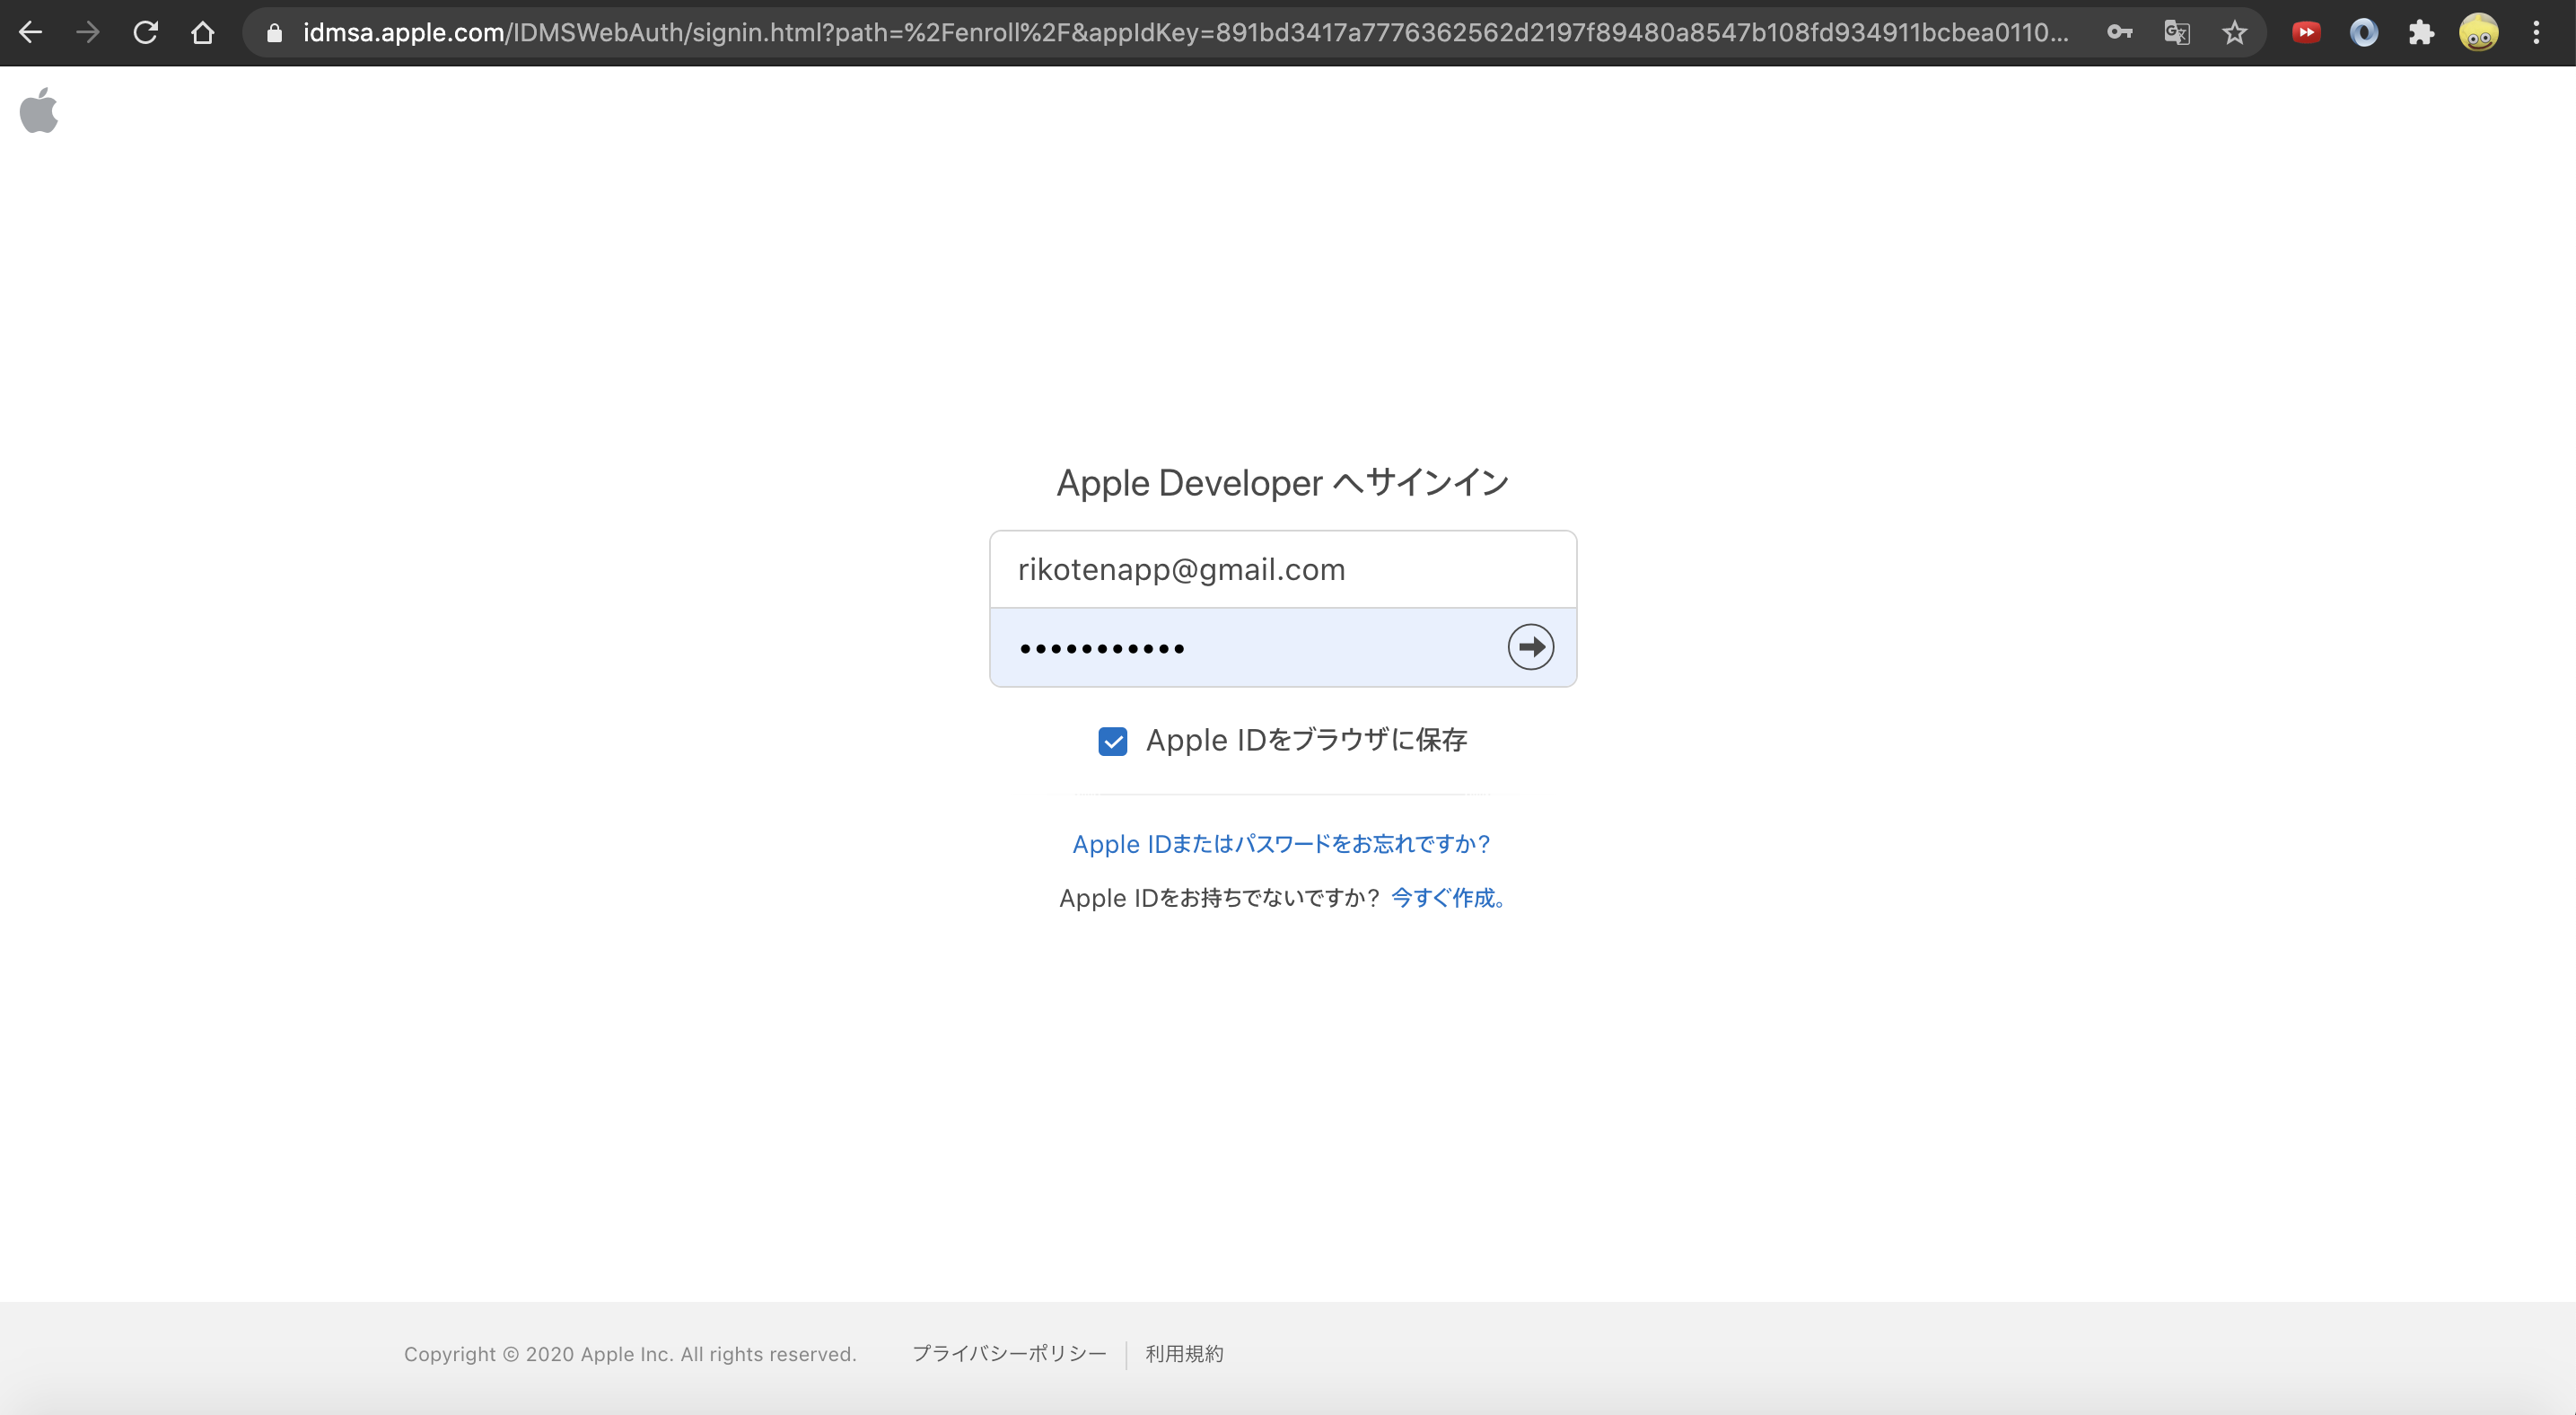 idmsa.apple.com/IDMSWebAuth/signin.html?path=%2Fenroll%2F&appIdKey=891bd3417a7776362562d2197f89480a8547b108fd934911bcbea0110...
Apple Developer へサインイン
rikotenapp@gmail.com
•••••••••••
Apple IDをブラウザに保存
Apple IDまたはパスワードをお忘れですか?
Apple IDをお持ちでないですか? 今すぐ作成。
Copyright © 2020 Apple Inc. All rights reserved. プライバシーポリシー 利用規約